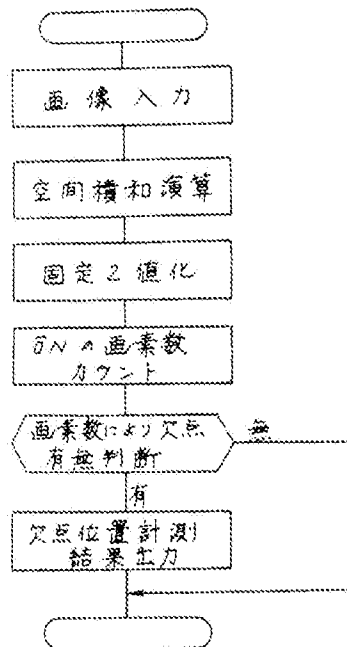 画像入力
空間積和演算
固定2値化
ONの画素数
カウント
画素数により欠点
有無判断
無
有
欠点位置計測
結果出力